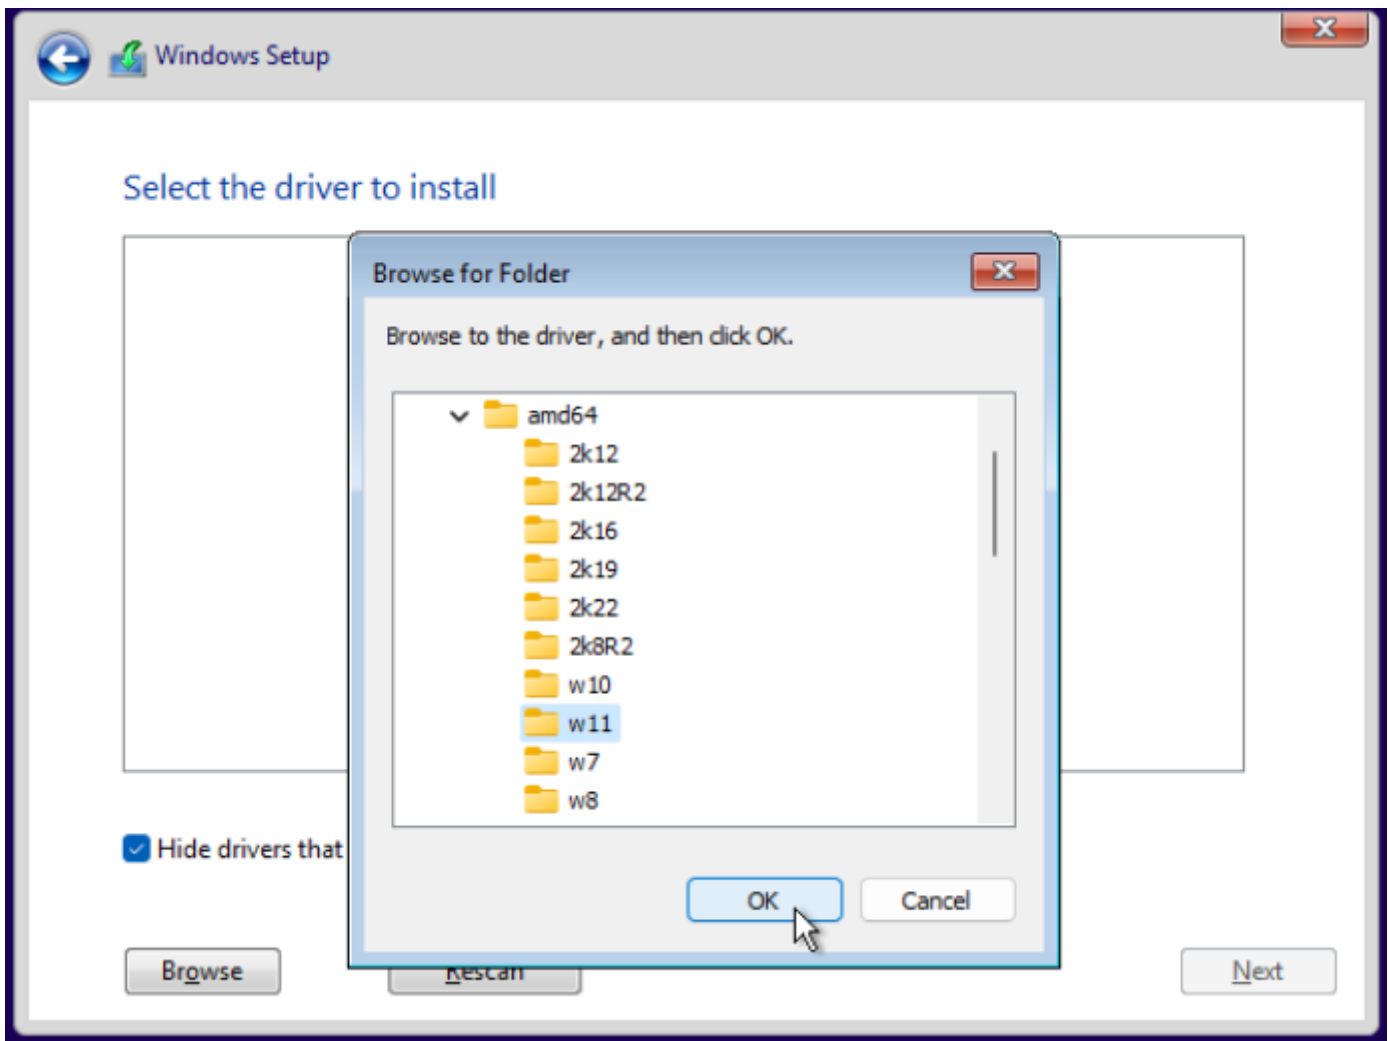 Windows Setup
Select the driver to install
Browse for Folder
Browse to the driver, and then click OK.
amd64
2k12
2k12R2
2k16
2k19
2k22
2k8R2
w10
w11
w7
w8
Hide drivers that
OK
Cancel
Browse
Rescan
Next